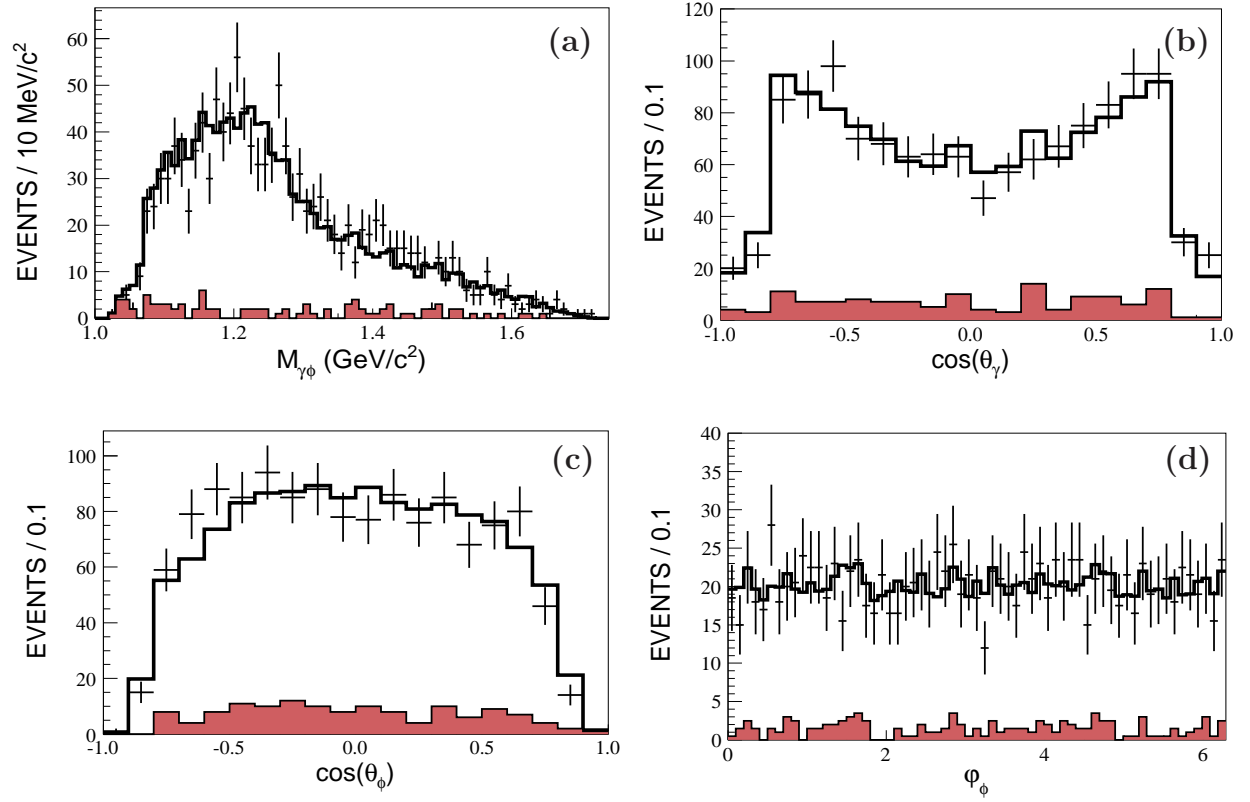 (a)
EVENTS / 10 MeV/c²
60
50
40
30
20
10
0
1.0 1.2 1.4 1.6
M_γϕ (GeV/c²)
(b)
EVENTS / 0.1
120
100
80
60
40
20
0
-1.0 -0.5 0.0 0.5 1.0
cos(θ_γ)
(c)
EVENTS / 0.1
100
80
60
40
20
0
-1.0 -0.5 0.0 0.5 1.0
cos(θ_ϕ)
(d)
EVENTS / 0.1
40
35
30
25
20
15
10
5
0
0 2 4 6
φ_ϕ